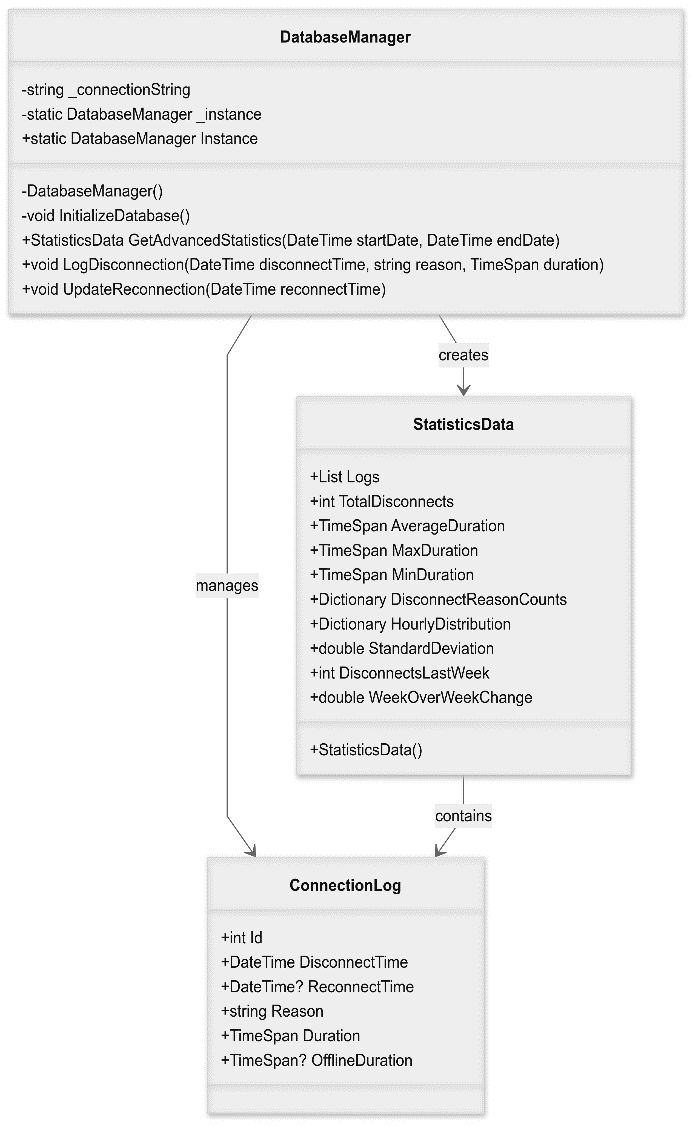 DatabaseManager
-string _connectionString
-static DatabaseManager _instance
+static DatabaseManager Instance
-DatabaseManager()
-void InitializeDatabase()
+StatisticsData GetAdvancedStatistics(DateTime startDate, DateTime endDate)
+void LogDisconnection(DateTime disconnectTime, string reason, TimeSpan duration)
+void UpdateReconnection(DateTime reconnectTime)
creates
StatisticsData
+List Logs
+int TotalDisconnects
+TimeSpan AverageDuration
+TimeSpan MaxDuration
+TimeSpan MinDuration
+Dictionary DisconnectReasonCounts
+Dictionary HourlyDistribution
+double StandardDeviation
+int DisconnectsLastWeek
+double WeekOverWeekChange
+StatisticsData()
manages
contains
ConnectionLog
+int Id
+DateTime DisconnectTime
+DateTime? ReconnectTime
+string Reason
+TimeSpan Duration
+TimeSpan? OfflineDuration